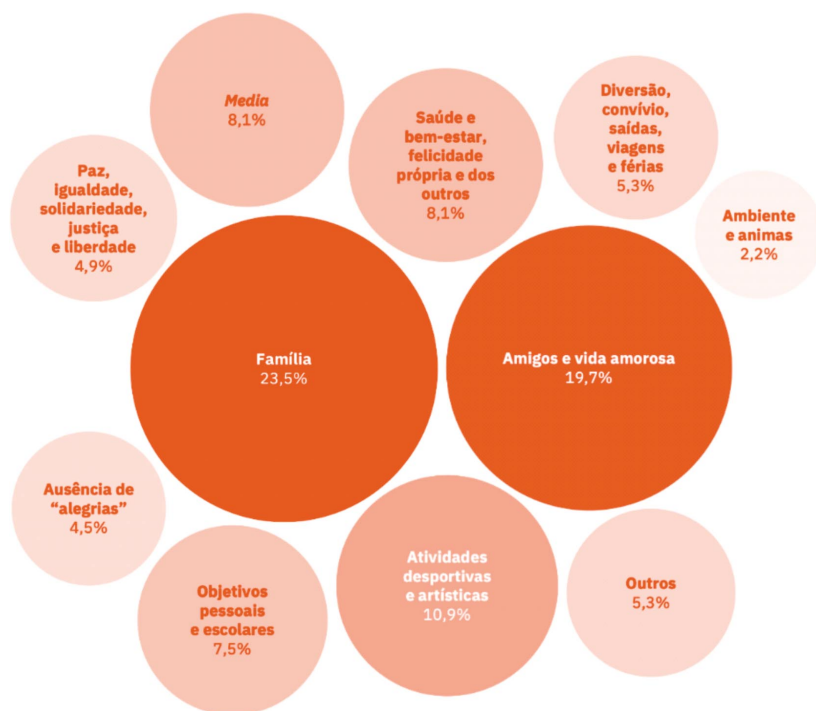 Media
8,1%
Saúde e
bem-estar,
felicidade
própria e dos
outros
8,1%
Diversão,
convívio,
saídas,
viagens
e férias
5,3%
Paz,
igualdade,
solidariedade,
justiça
e liberdade
4,9%
Ambiente
e animas
2,2%
Família
23,5%
Amigos e vida amorosa
19,7%
Ausência de
“alegrias”
4,5%
Objetivos
pessoais
e escolares
7,5%
Atividades
desportivas
e artísticas
10,9%
Outros
5,3%